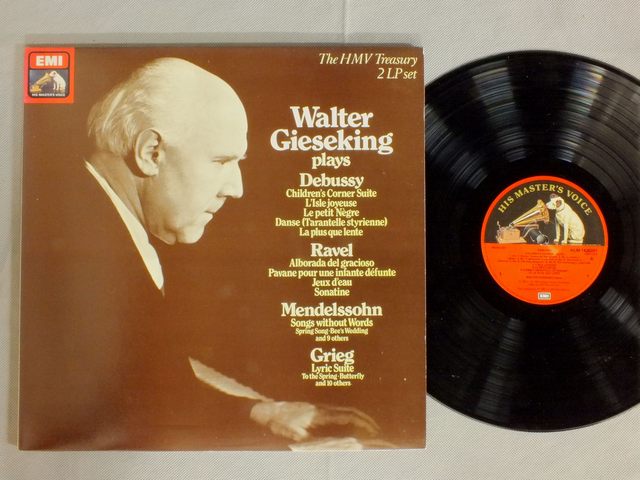 EMI
HIS MASTER'S VOICE
The HMV Treasury
2 LP set
Walter
Gieseking
plays
Debussy
Children's Corner Suite
L'Isle joyeuse
Le petit Nègre
Danse (Tarantelle styrienne)
La plus que lente
Ravel
Alborada del gracioso
Pavane pour une infante défunte
Jeux d'eau
Sonatine
Mendelssohn
Songs without Words
Spring Song · Bee's Wedding
and 9 others
Grieg
Lyric Suite
To the Spring · Butterfly
and 10 others
HIS MASTER'S VOICE
EMI